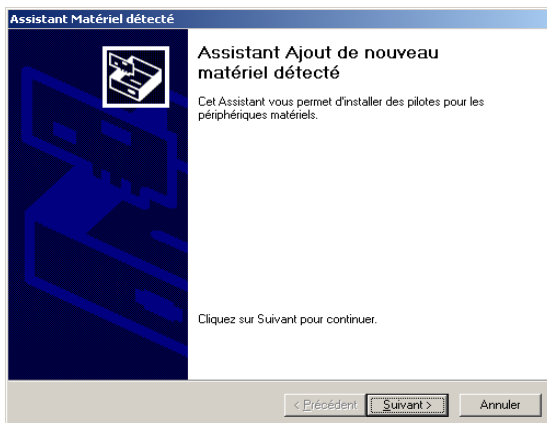 Assistant Matériel détecté
Assistant Ajout de nouveau
matériel détecté
Cet Assistant vous permet d'installer des pilotes pour les
périphériques matériels.
Cliquez sur Suivant pour continuer.
< Précédent Suivant > Annuler